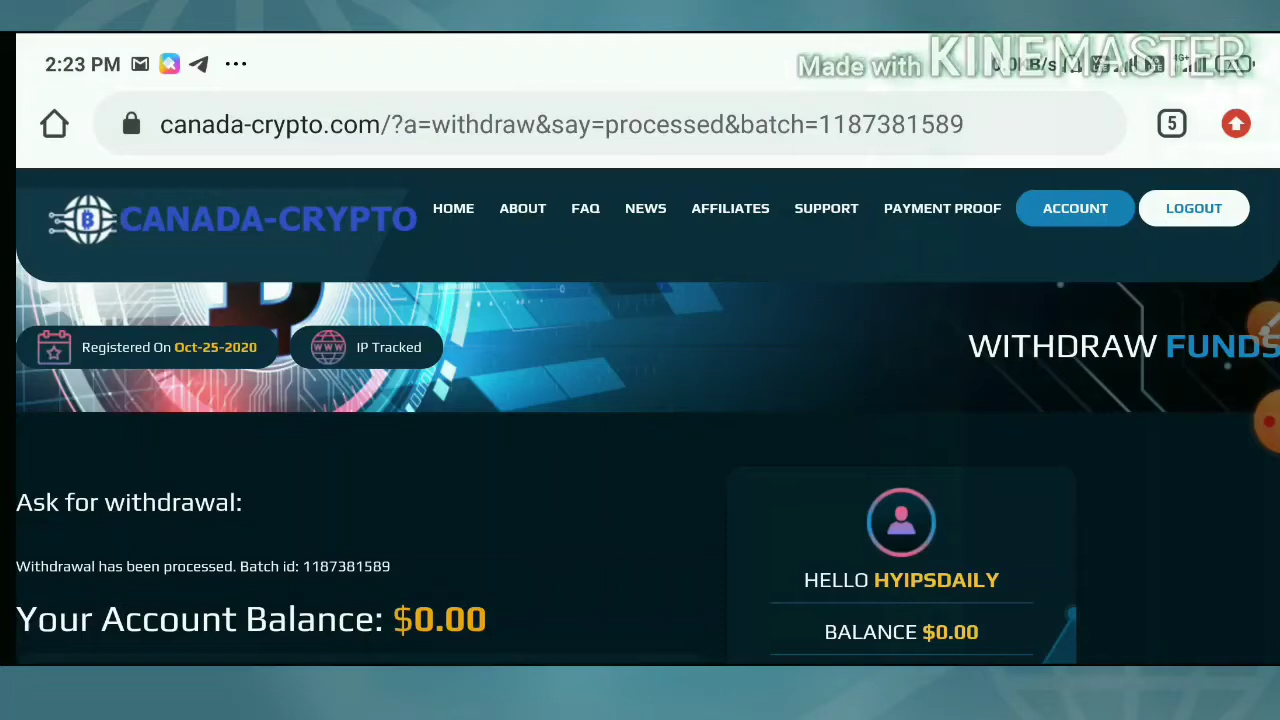 Made with KINEMASTER
2:23 PM
canada-crypto.com/?a=withdraw&say=processed&batch=1187381589
5
CANADA-CRYPTO HOME ABOUT FAQ NEWS AFFILIATES SUPPORT PAYMENT PROOF ACCOUNT LOGOUT
Registered On Oct-25-2020
WWW IP Tracked
WITHDRAW FUNDS
Ask for withdrawal:
Withdrawal has been processed. Batch id: 1187381589
Your Account Balance: $0.00
HELLO HYIPSDAILY
BALANCE $0.00